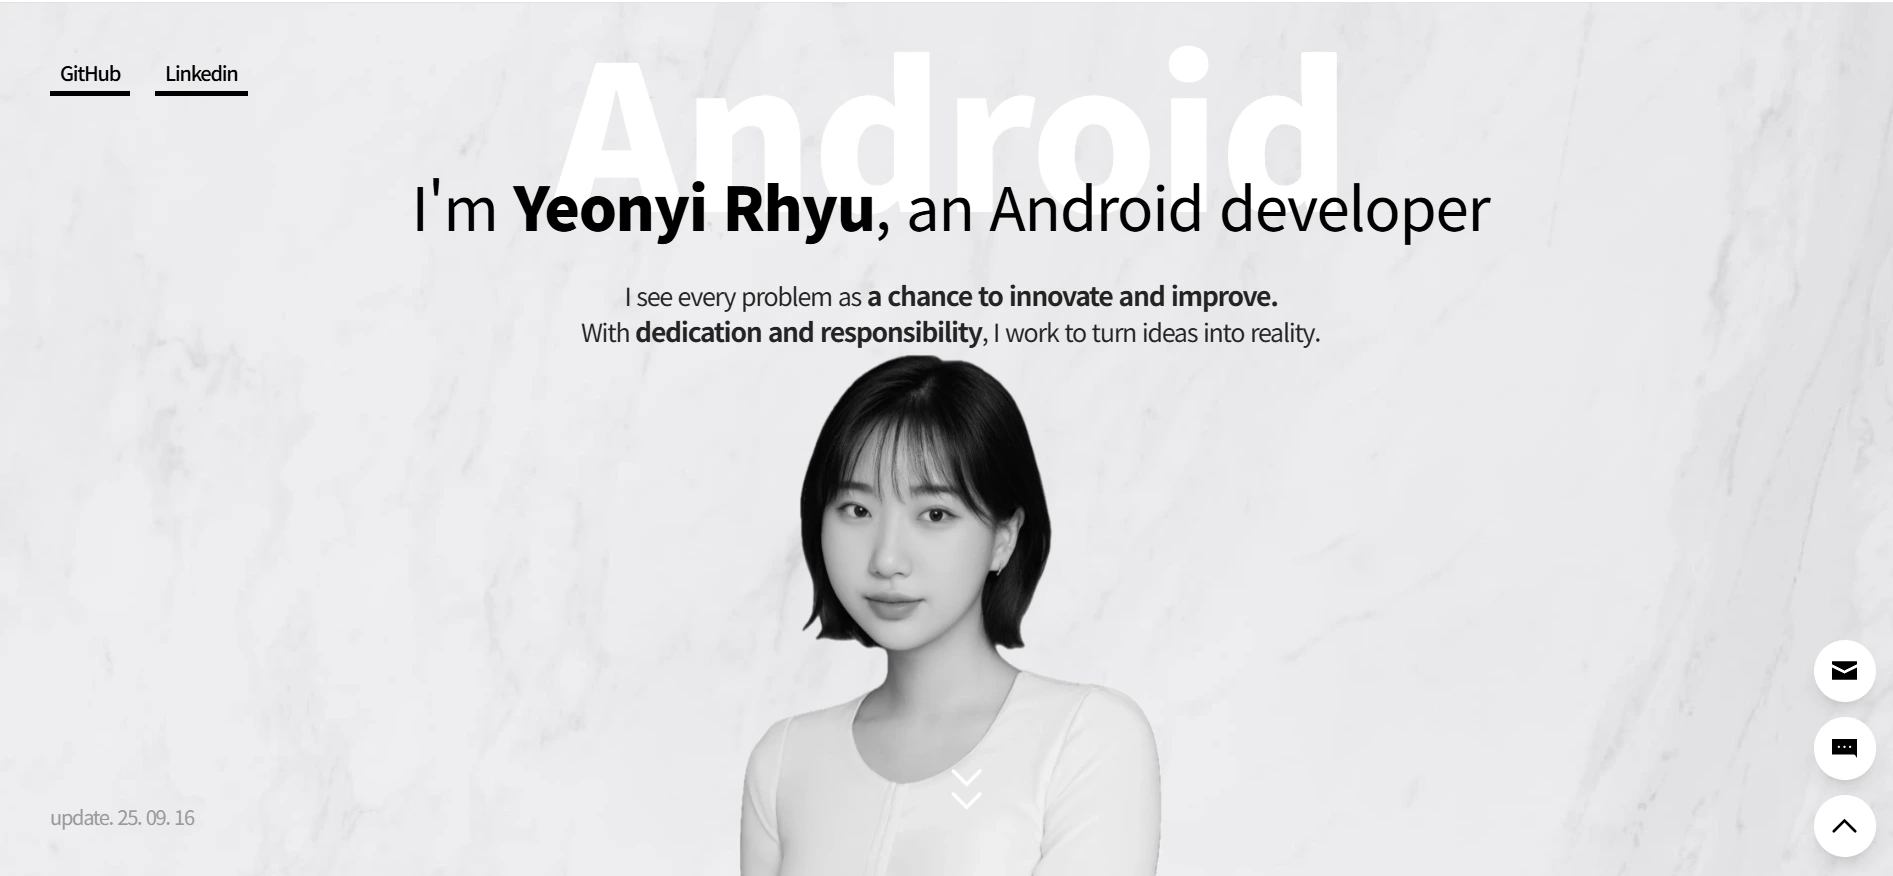 GitHub
Linkedin
Android
I'm Yeonyi Rhyu, an Android developer
I see every problem as a chance to innovate and improve.
With dedication and responsibility, I work to turn ideas into reality.
update. 25. 09. 16